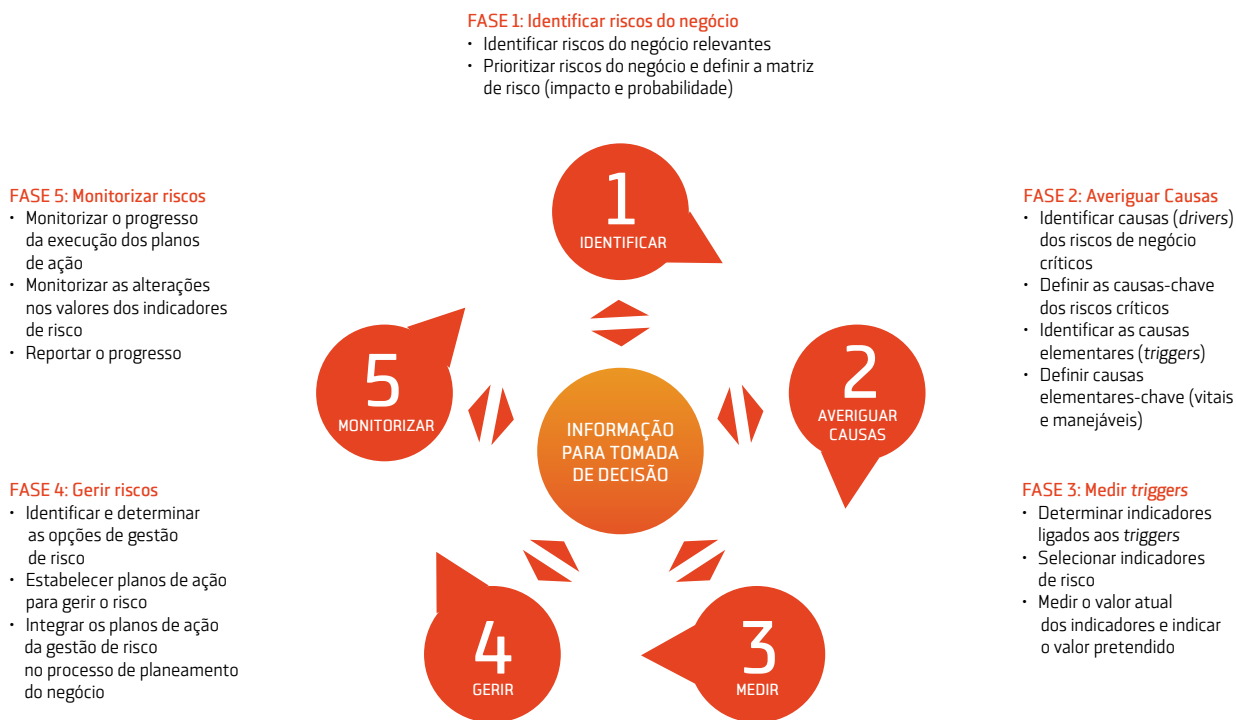 FASE 1: Identificar riscos do negócio
• Identificar riscos do negócio relevantes
• Prioritizar riscos do negócio e definir a matriz
de risco (impacto e probabilidade)
1
IDENTIFICAR
FASE 2: Averiguar Causas
• Identificar causas (drivers)
dos riscos de negócio
críticos
• Definir as causas-chave
dos riscos críticos
• Identificar as causas
elementares (triggers)
• Definir causas
elementares-chave (vitais
e manejáveis)
2
AVERIGUAR
CAUSAS
FASE 3: Medir triggers
• Determinar indicadores
ligados aos triggers
• Selecionar indicadores
de risco
• Medir o valor atual
dos indicadores e indicar
o valor pretendido
3
MEDIR
FASE 4: Gerir riscos
• Identificar e determinar
as opções de gestão
de risco
• Estabelecer planos de ação
para gerir o risco
• Integrar os planos de ação
da gestão de risco
no processo de planeamento
do negócio
4
GERIR
FASE 5: Monitorizar riscos
• Monitorizar o progresso
da execução dos planos
de ação
• Monitorizar as alterações
nos valores dos indicadores
de risco
• Reportar o progresso
5
MONITORIZAR
INFORMAÇÃO
PARA TOMADA
DE DECISÃO